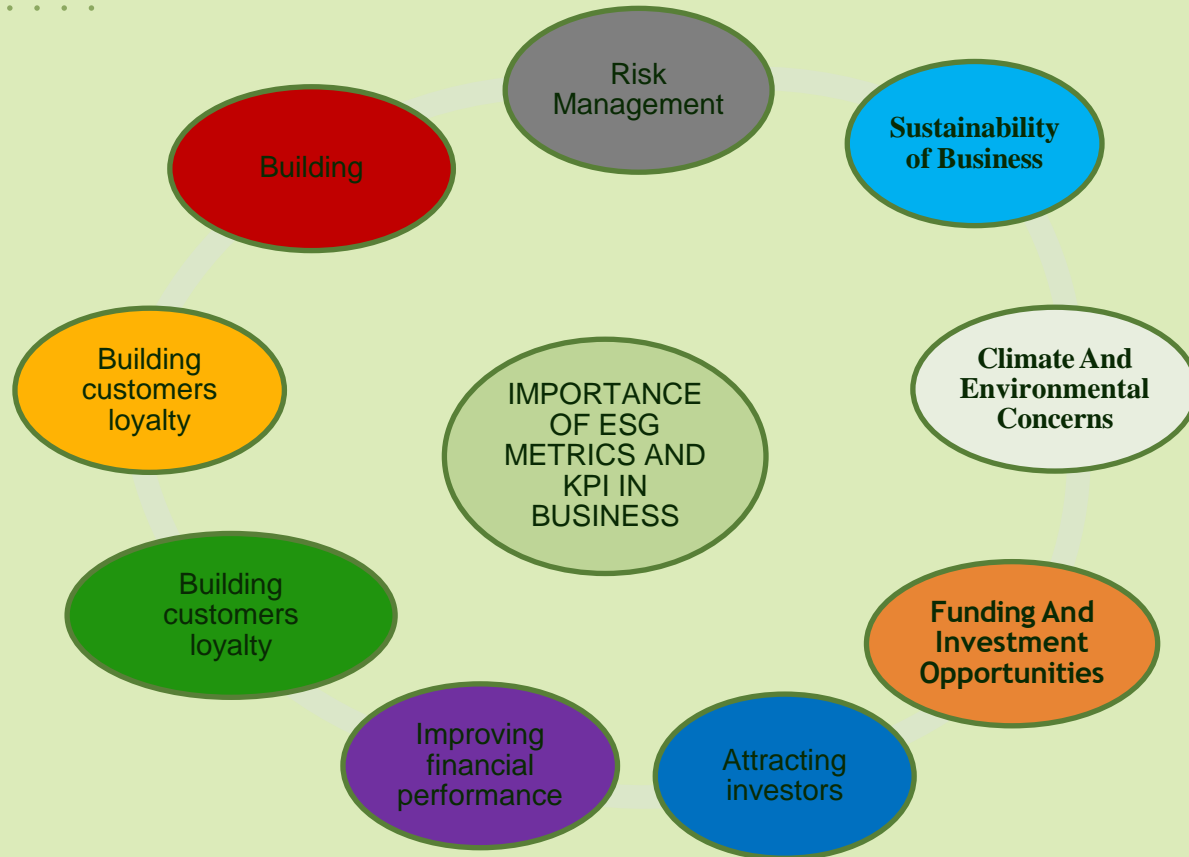 Risk
Management
Sustainability
of Business
Climate And
Environmental
Concerns
Funding And
Investment
Opportunities
Attracting
investors
Improving
financial
performance
Building
customers
loyalty
Building
customers
loyalty
Building
IMPORTANCE
OF ESG
METRICS AND
KPI IN
BUSINESS